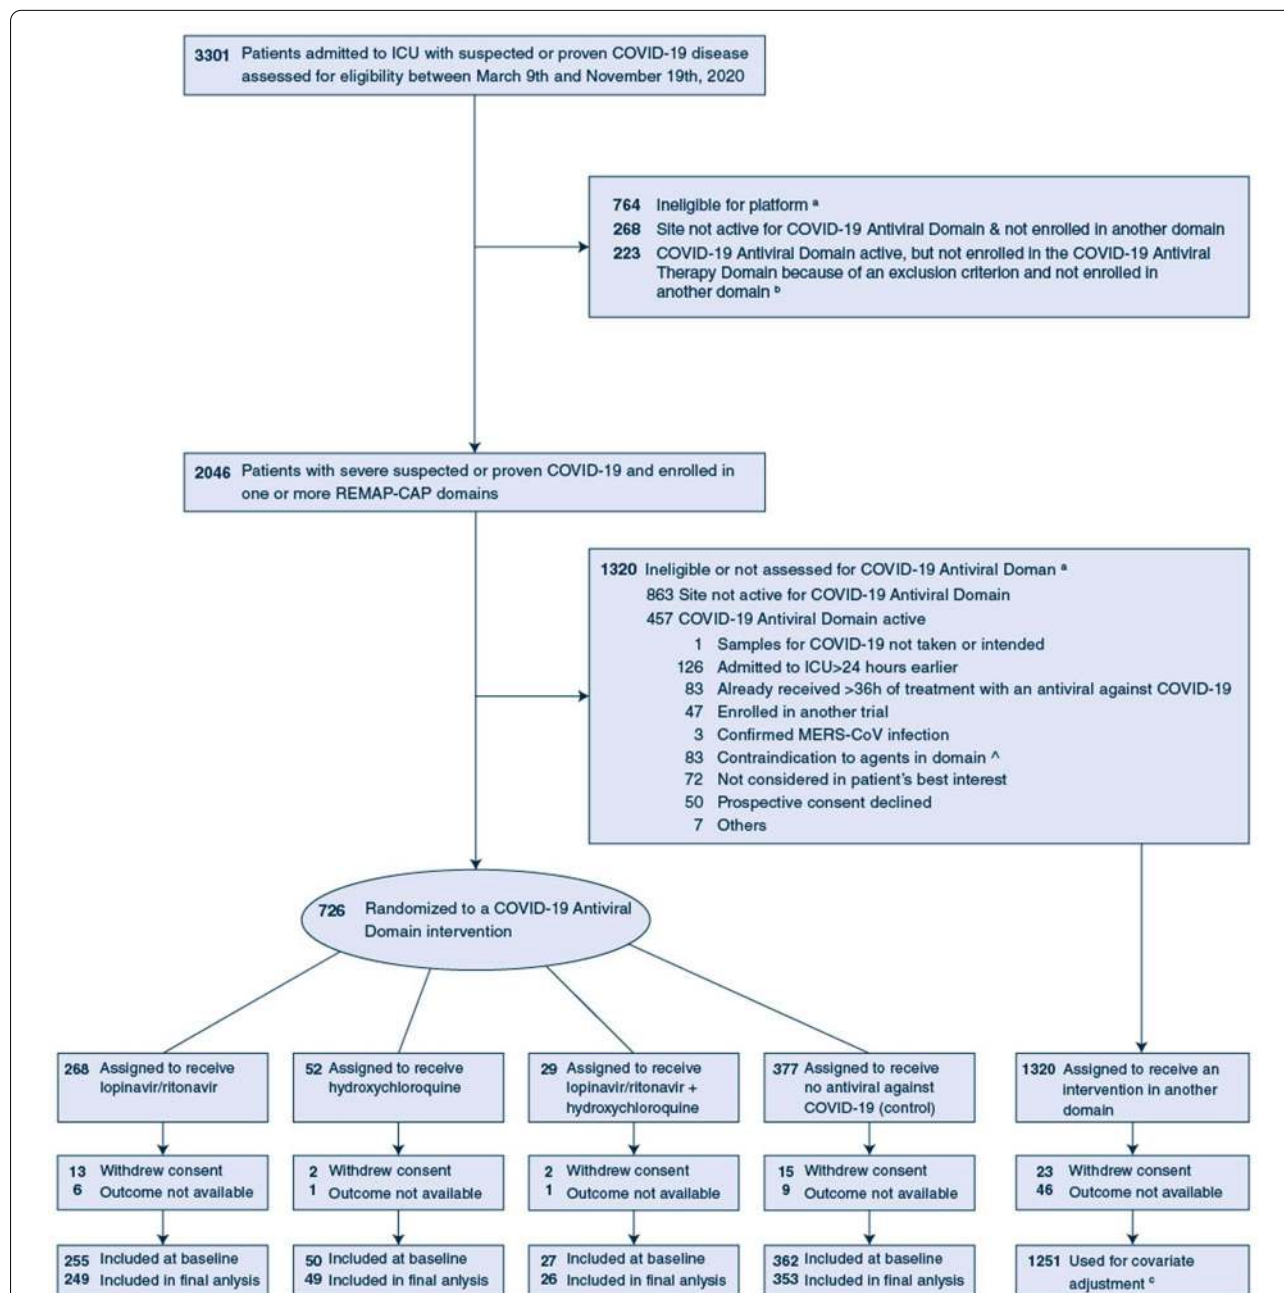 3301 Patients admitted to ICU with suspected or proven COVID-19 disease
assessed for eligibility between March 9th and November 19th, 2020
764 Ineligible for platform a
268 Site not active for COVID-19 Antiviral Domain & not enrolled in another domain
223 COVID-19 Antiviral Domain active, but not enrolled in the COVID-19 Antiviral
Therapy Domain because of an exclusion criterion and not enrolled in
another domain b
2046 Patients with severe suspected or proven COVID-19 and enrolled in
one or more REMAP-CAP domains
1320 Ineligible or not assessed for COVID-19 Antiviral Doman a
863 Site not active for COVID-19 Antiviral Domain
457 COVID-19 Antiviral Domain active
1 Samples for COVID-19 not taken or intended
126 Admitted to ICU>24 hours earlier
83 Already received >36h of treatment with an antiviral against COVID-19
47 Enrolled in another trial
3 Confirmed MERS-CoV infection
83 Contraindication to agents in domain ^
72 Not considered in patient's best interest
50 Prospective consent declined
7 Others
726 Randomized to a COVID-19 Antiviral
Domain intervention
268 Assigned to receive
lopinavir/ritonavir
52 Assigned to receive
hydroxychloroquine
29 Assigned to receive
lopinavir/ritonavir +
hydroxychloroquine
377 Assigned to receive
no antiviral against
COVID-19 (control)
1320 Assigned to receive an
intervention in another
domain
13 Withdrew consent
6 Outcome not available
2 Withdrew consent
1 Outcome not available
2 Withdrew consent
1 Outcome not available
15 Withdrew consent
9 Outcome not available
23 Withdrew consent
46 Outcome not available
255 Included at baseline
249 Included in final anlysis
50 Included at baseline
49 Included in final anlysis
27 Included at baseline
26 Included in final anlysis
362 Included at baseline
353 Included in final anlysis
1251 Used for covariate
adjustment c